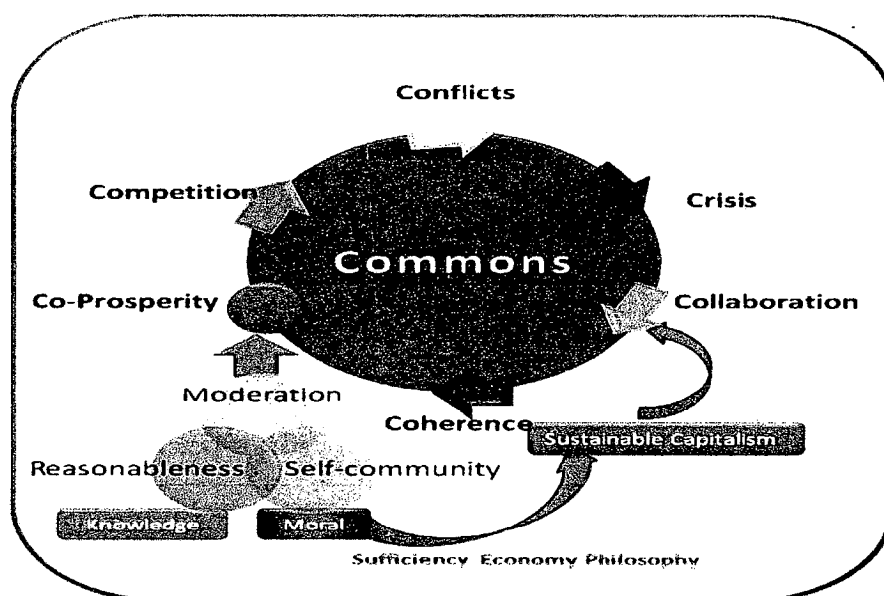 Conflicts
Competition
Crisis
Commons
Co-Prosperity
Collaboration
Moderation
Coherence
Sustainable Capitalism
Reasonableness
Self-community
Knowledge
Moral
Sufficiency Economy Philosophy